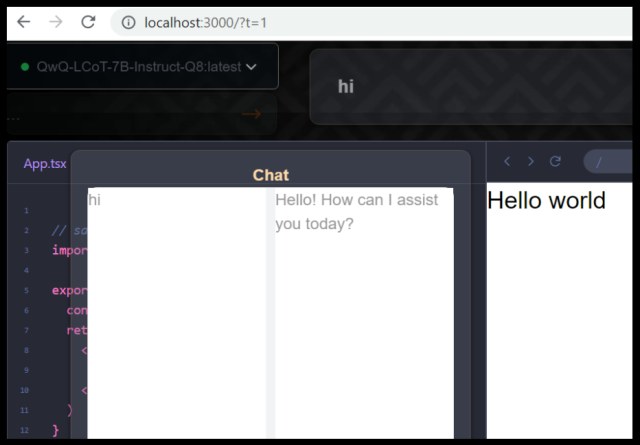 localhost:3000/?t=1
QwQ-LCoT-7B-Instruct-Q8:latest
hi
...
App.tsx
/
Chat
hi
Hello! How can I assist
you today?
Hello world
1
2 // sa
3 impor
4
5 expor
6 con
7 ret
8 <
9
10 <
11 )
12 }